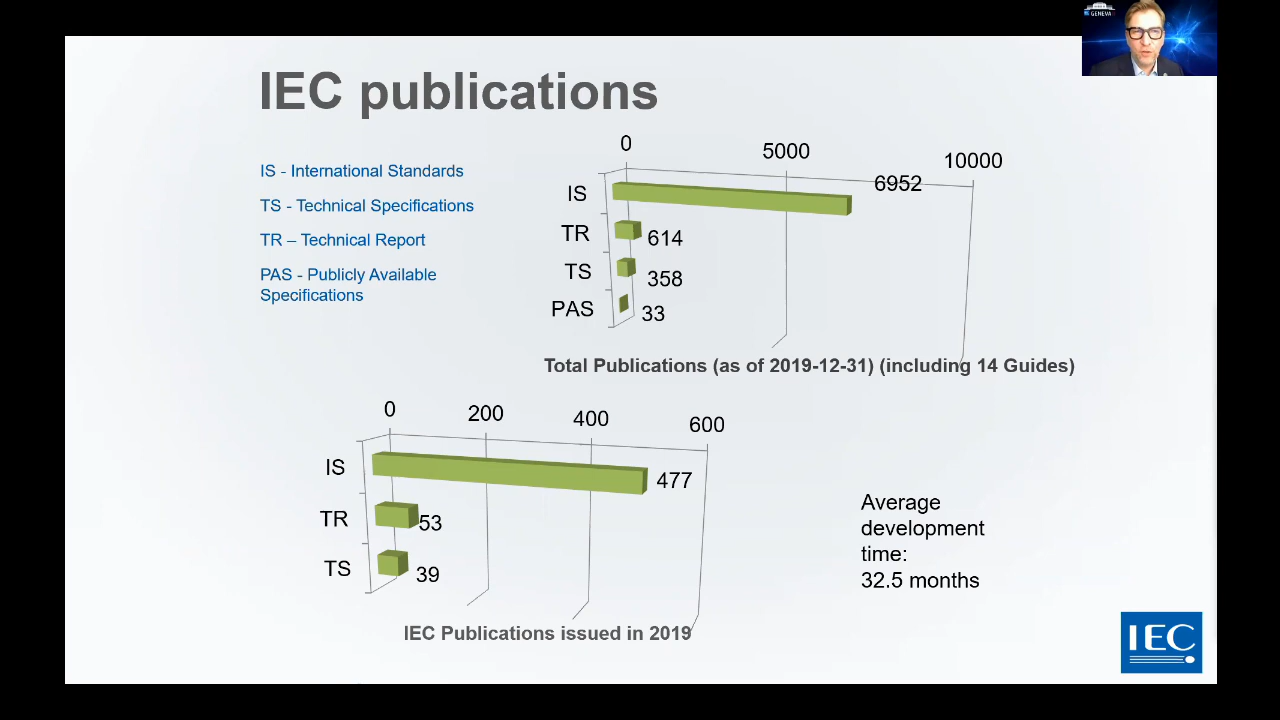 GENEVA
IEC publications
IS - International Standards
TS - Technical Specifications
TR – Technical Report
PAS - Publicly Available
Specifications
0
5000
10000
IS
6952
TR
614
TS
358
PAS
33
Total Publications (as of 2019-12-31) (including 14 Guides)
0
200
400
600
IS
477
TR
53
TS
39
IEC Publications issued in 2019
Average
development
time:
32.5 months
IEC